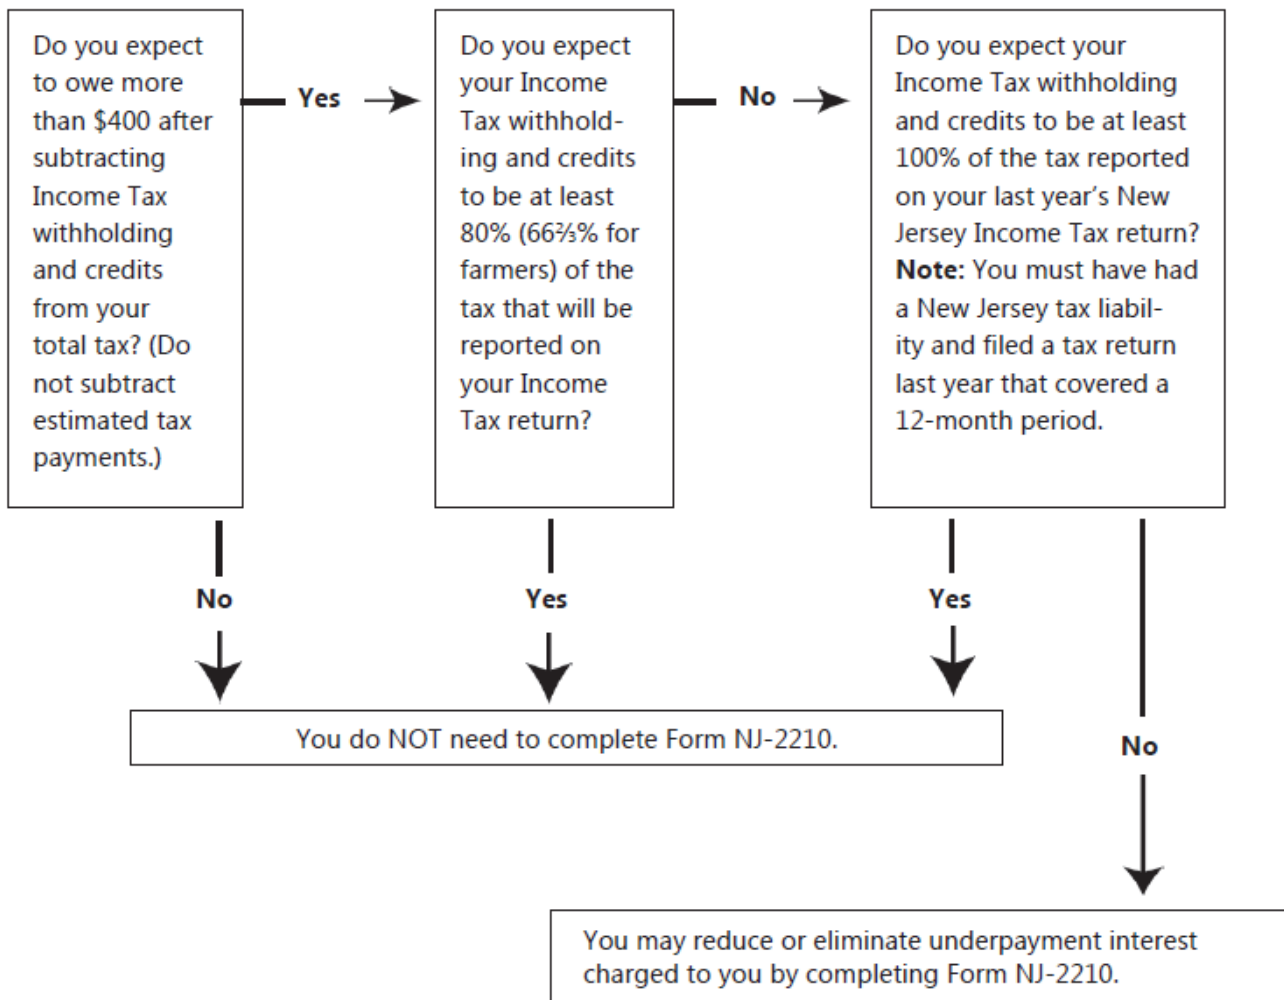 Do you expect
to owe more
than $400 after
subtracting
Income Tax
withholding
and credits
from your
total tax? (Do
not subtract
estimated tax
payments.)
Yes
Do you expect
your Income
Tax withhold-
ing and credits
to be at least
80% (66⅔% for
farmers) of the
tax that will be
reported on
your Income
Tax return?
No
Do you expect your
Income Tax withholding
and credits to be at least
100% of the tax reported
on your last year’s New
Jersey Income Tax return?
Note: You must have had
a New Jersey tax liabil-
ity and filed a tax return
last year that covered a
12-month period.
No
Yes
Yes
You do NOT need to complete Form NJ-2210.
No
You may reduce or eliminate underpayment interest
charged to you by completing Form NJ-2210.